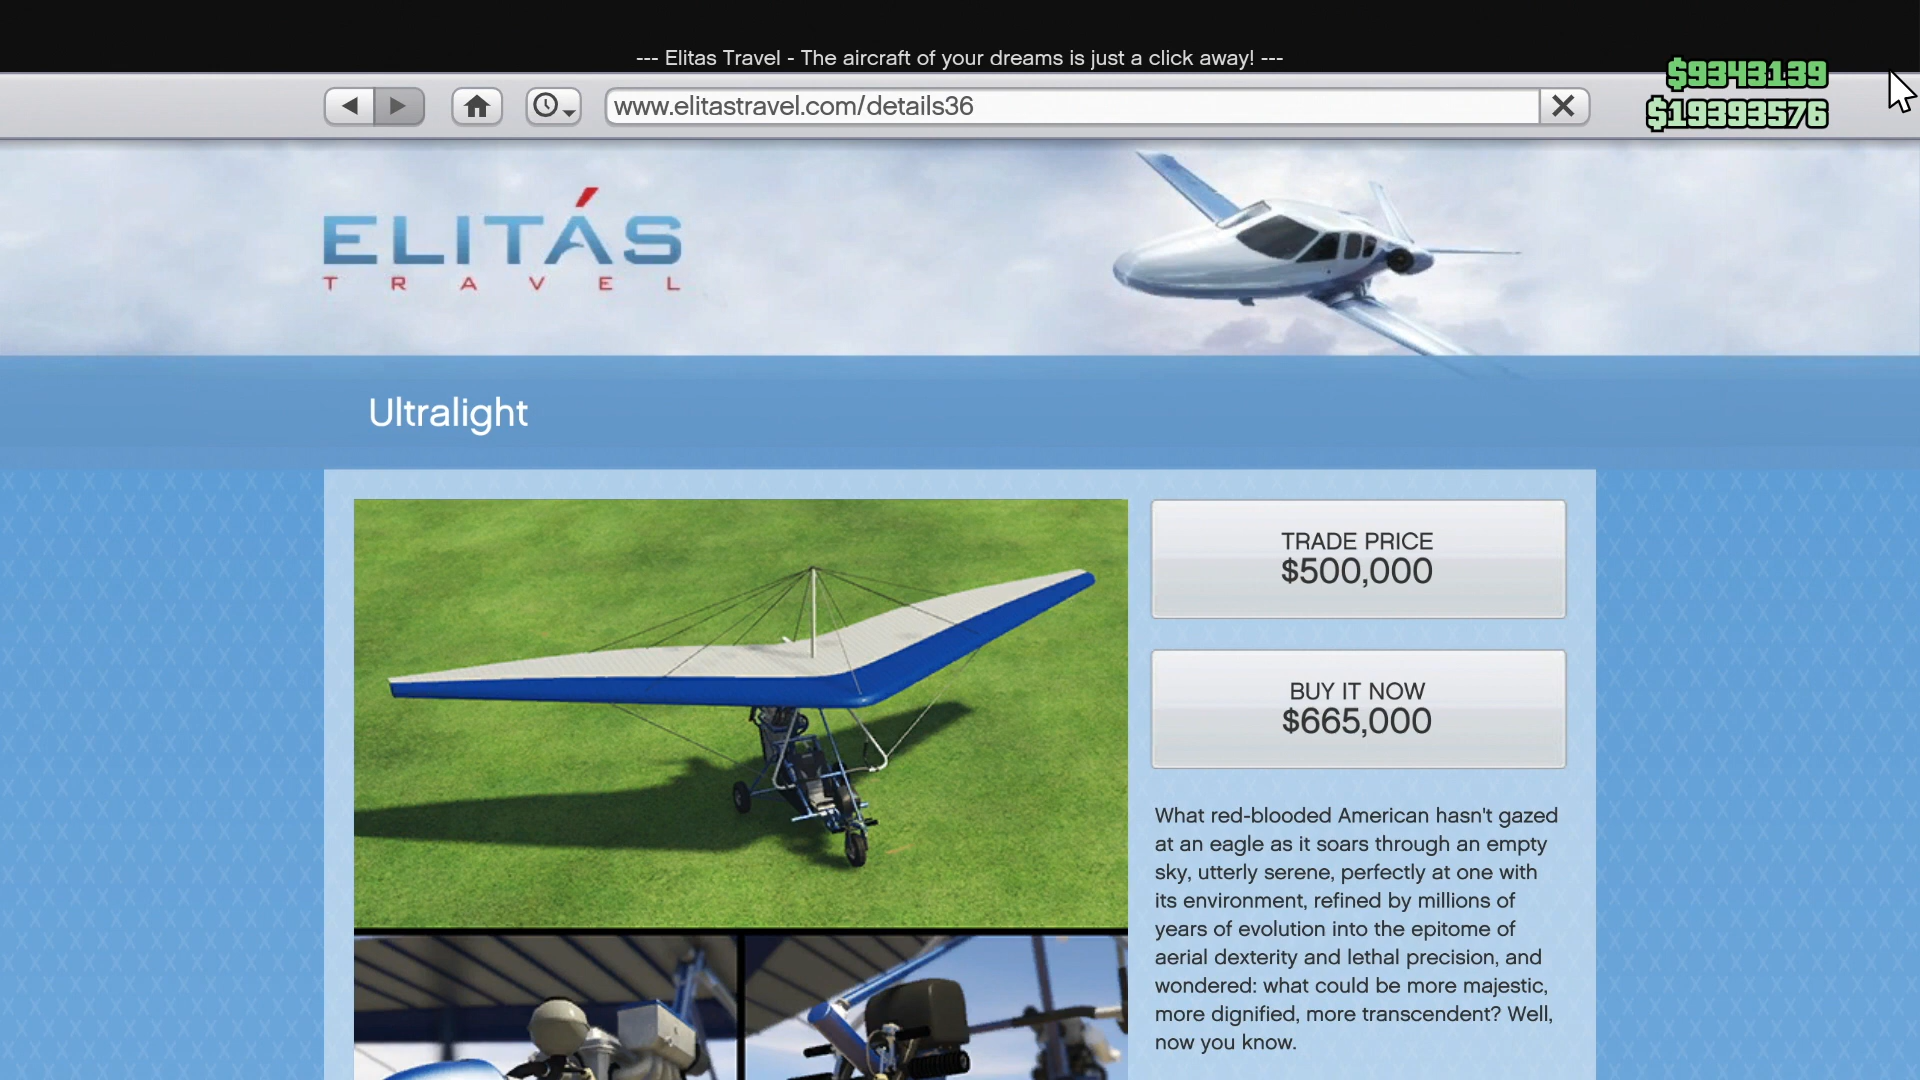 --- Elitas Travel - The aircraft of your dreams is just a click away! ---
www.elitastravel.com/details36
$9343139
$19393576
ELITÁS
TRAVEL
Ultralight
TRADE PRICE
$500,000
BUY IT NOW
$665,000
What red-blooded American hasn't gazed
at an eagle as it soars through an empty
sky, utterly serene, perfectly at one with
its environment, refined by millions of
years of evolution into the epitome of
aerial dexterity and lethal precision, and
wondered: what could be more majestic,
more dignified, more transcendent? Well,
now you know.